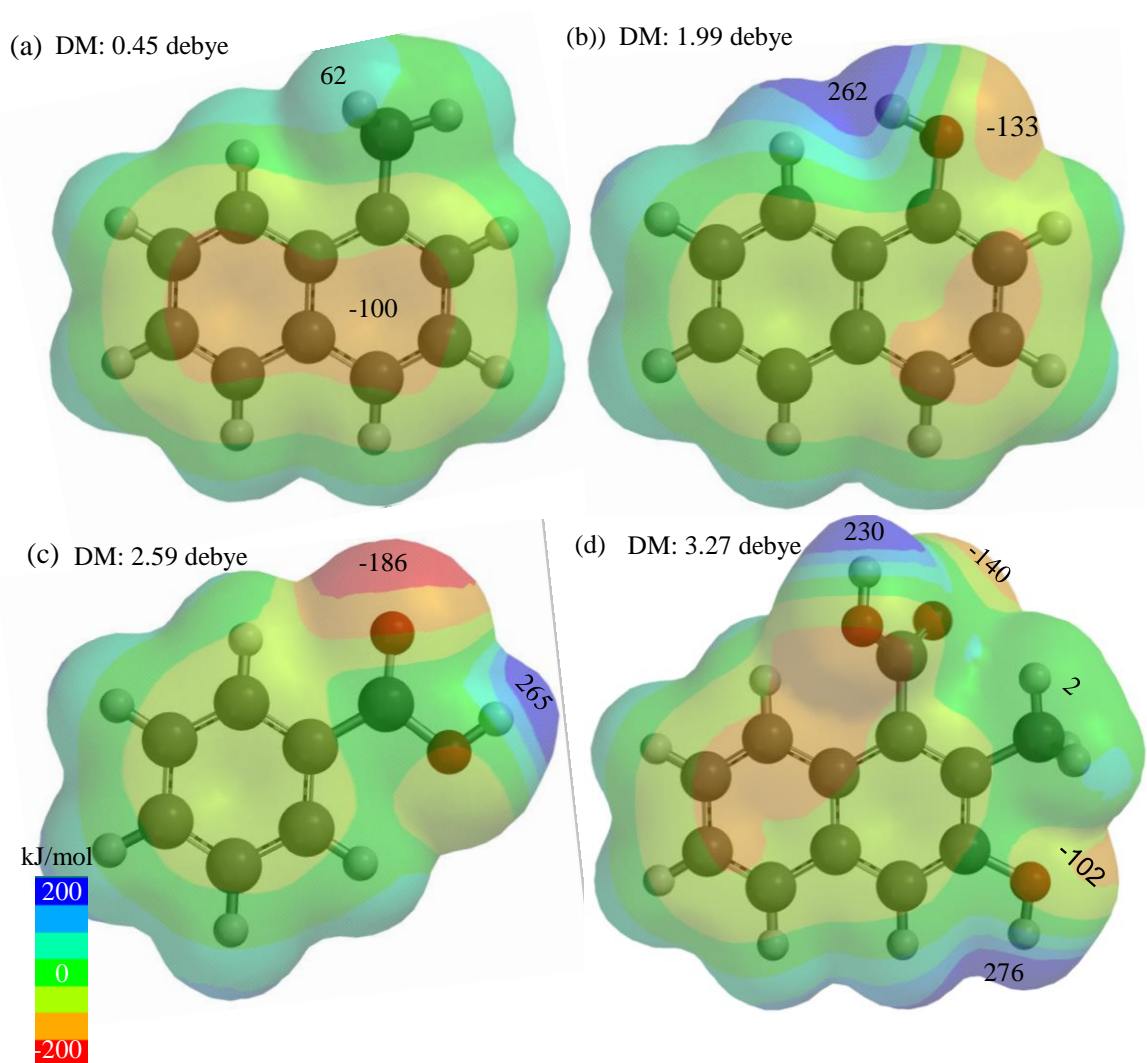 (a) DM: 0.45 debye
62
-100
(b)) DM: 1.99 debye
262
-133
(c) DM: 2.59 debye
-186
265
(d) DM: 3.27 debye
230
-140
2
-102
276
kJ/mol
200
0
-200